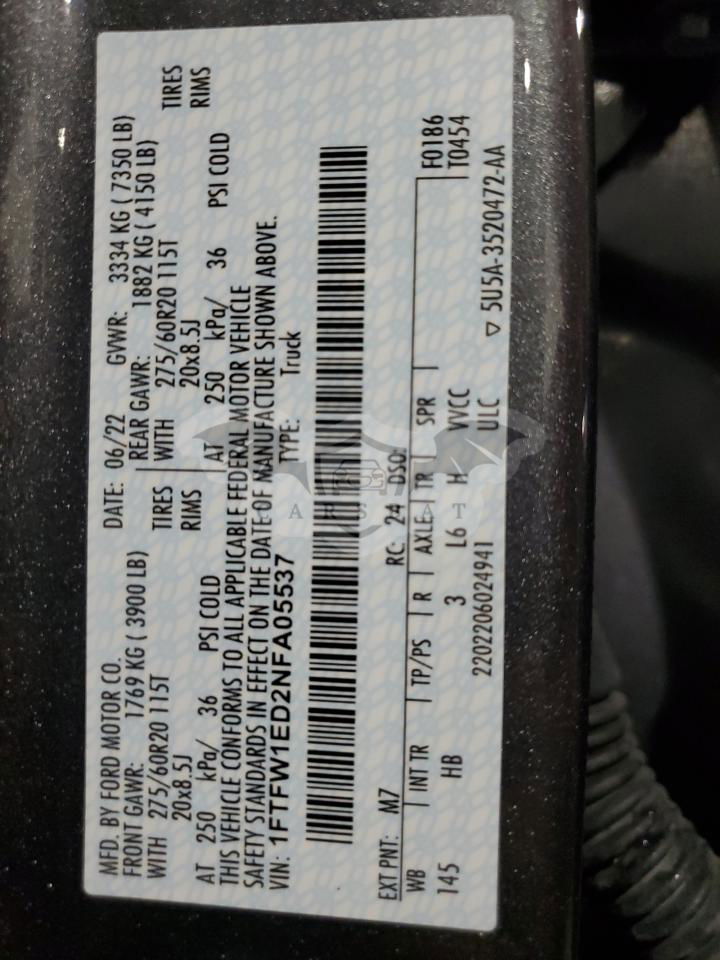 MFD. BY FORD MOTOR CO. DATE: 06/22 GVWR: 3334 KG ( 7350 LB)
FRONT GAWR: 1769 KG ( 3900 LB) REAR GAWR: 1882 KG ( 4150 LB)
WITH 275/60R20 115T TIRES WITH 275/60R20 115T TIRES
20x8.5J RIMS 20x8.5J RIMS
AT 250 kPa/ 36 PSI COLD AT 250 kPa/ 36 PSI COLD
THIS VEHICLE CONFORMS TO ALL APPLICABLE FEDERAL MOTOR VEHICLE
SAFETY STANDARDS IN EFFECT ON THE DATE OF MANUFACTURE SHOWN ABOVE.
VIN: 1FTFW1ED2NFA05537 TYPE: Truck
EXT PNT: M7 RC: 24 DSO: F0186
WB INT TR TP/PS R AXLE TR SPR T0454
145 HB 3 L6 H VVCC
2202206024941 ULC ▽ 5U5A-3520472-AA